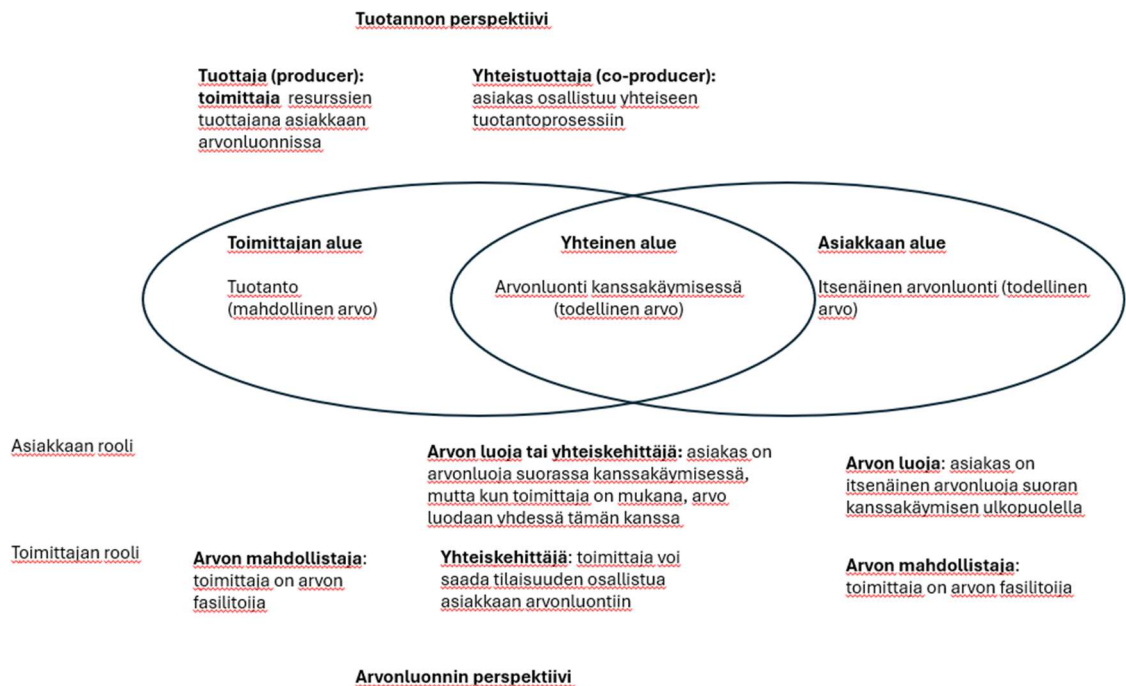 Tuotannon perspektiivi
Tuottaja (producer):
toimittaja resurssien
tuottajana asiakkaan
arvonluonnissa
Yhteistuottaja (co-producer):
asiakas osallistuu yhteiseen
tuotantoprosessiin
Toimittajan alue
Tuotanto
(mahdollinen arvo)
Yhteinen alue
Arvonluonti kanssakäymisessä
(todellinen arvo)
Asiakkaan alue
Itsenäinen arvonluonti (todellinen
arvo)
Asiakkaan rooli
Arvon luoja tai yhteiskehittäjä: asiakas on
arvonluoja suorassa kanssakäymisessä,
mutta kun toimittaja on mukana, arvo
luodaan yhdessä tämän kanssa
Arvon luoja: asiakas on
itsenäinen arvonluoja suoran
kanssakäymisen ulkopuolella
Toimittajan rooli
Arvon mahdollistaja:
toimittaja on arvon
fasilitoija
Yhteiskehittäjä: toimittaja voi
saada tilaisuuden osallistua
asiakkaan arvonluontiin
Arvon mahdollistaja:
toimittaja on arvon fasilitoija
Arvonluonnin perspektiivi